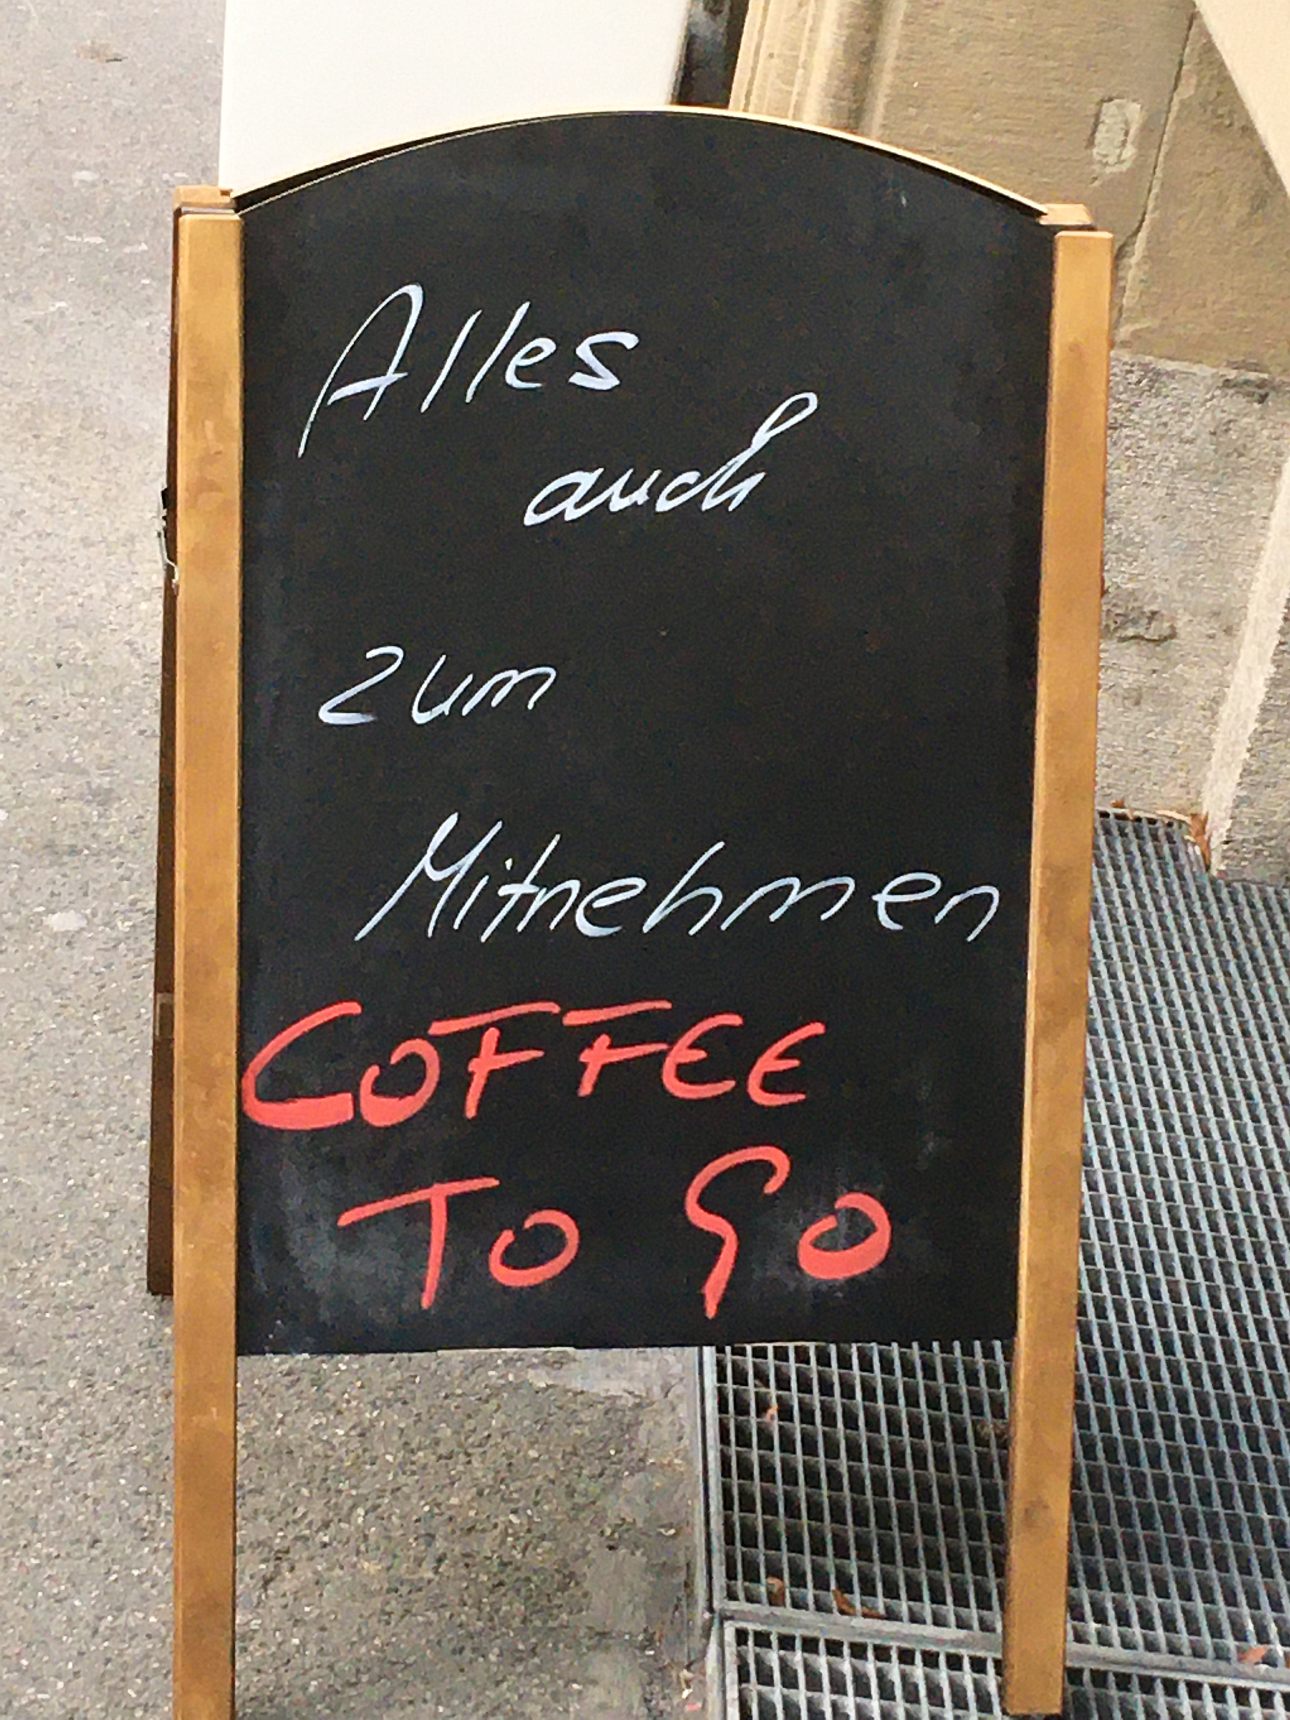 Alles
auch
zum
Mitnehmen
COFFEE
TO GO